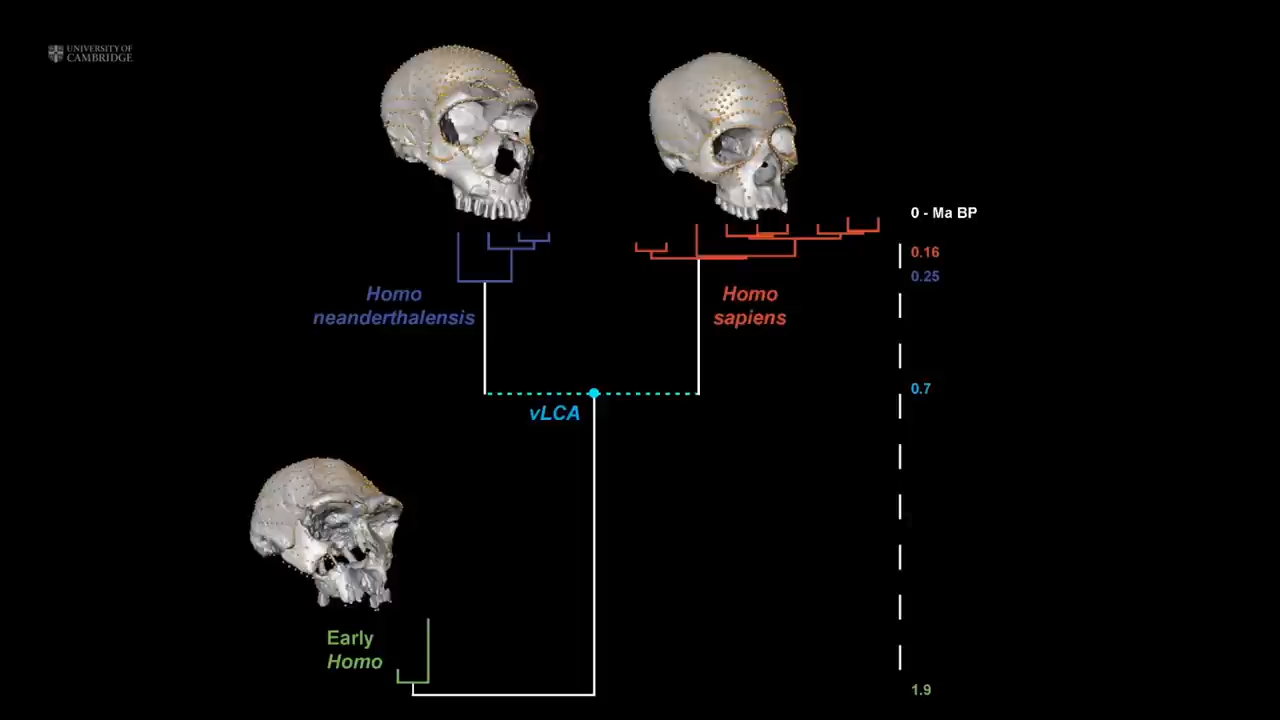 UNIVERSITY OF
CAMBRIDGE
0 - Ma BP
0.16
0.25
Homo
neanderthalensis
Homo
sapiens
0.7
vLCA
Early
Homo
1.9